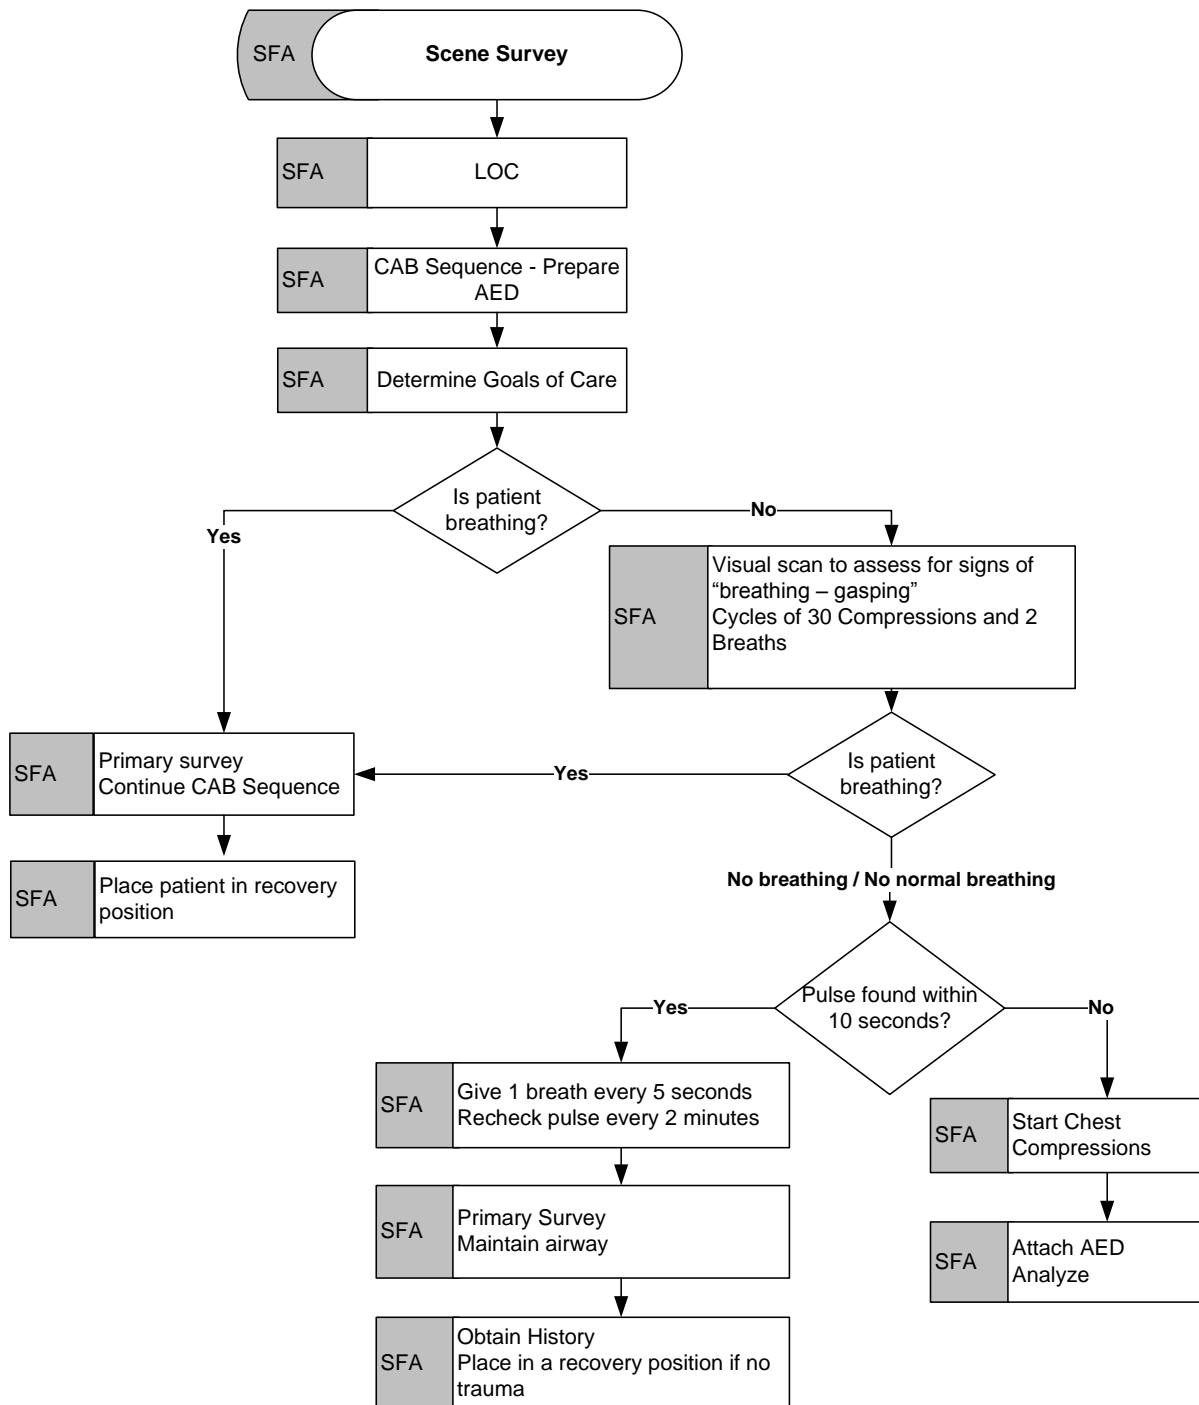 SFA
Scene Survey
SFA
LOC
SFA
CAB Sequence - Prepare
AED
SFA
Determine Goals of Care
Is patient
breathing?
Yes
No
SFA
Visual scan to assess for signs of
“breathing – gasping”
Cycles of 30 Compressions and 2
Breaths
SFA
Primary survey
Continue CAB Sequence
Yes
Is patient
breathing?
SFA
Place patient in recovery
position
No breathing / No normal breathing
Pulse found within
10 seconds?
Yes
No
SFA
Give 1 breath every 5 seconds
Recheck pulse every 2 minutes
SFA
Start Chest
Compressions
SFA
Primary Survey
Maintain airway
SFA
Attach AED
Analyze
SFA
Obtain History
Place in a recovery position if no
trauma